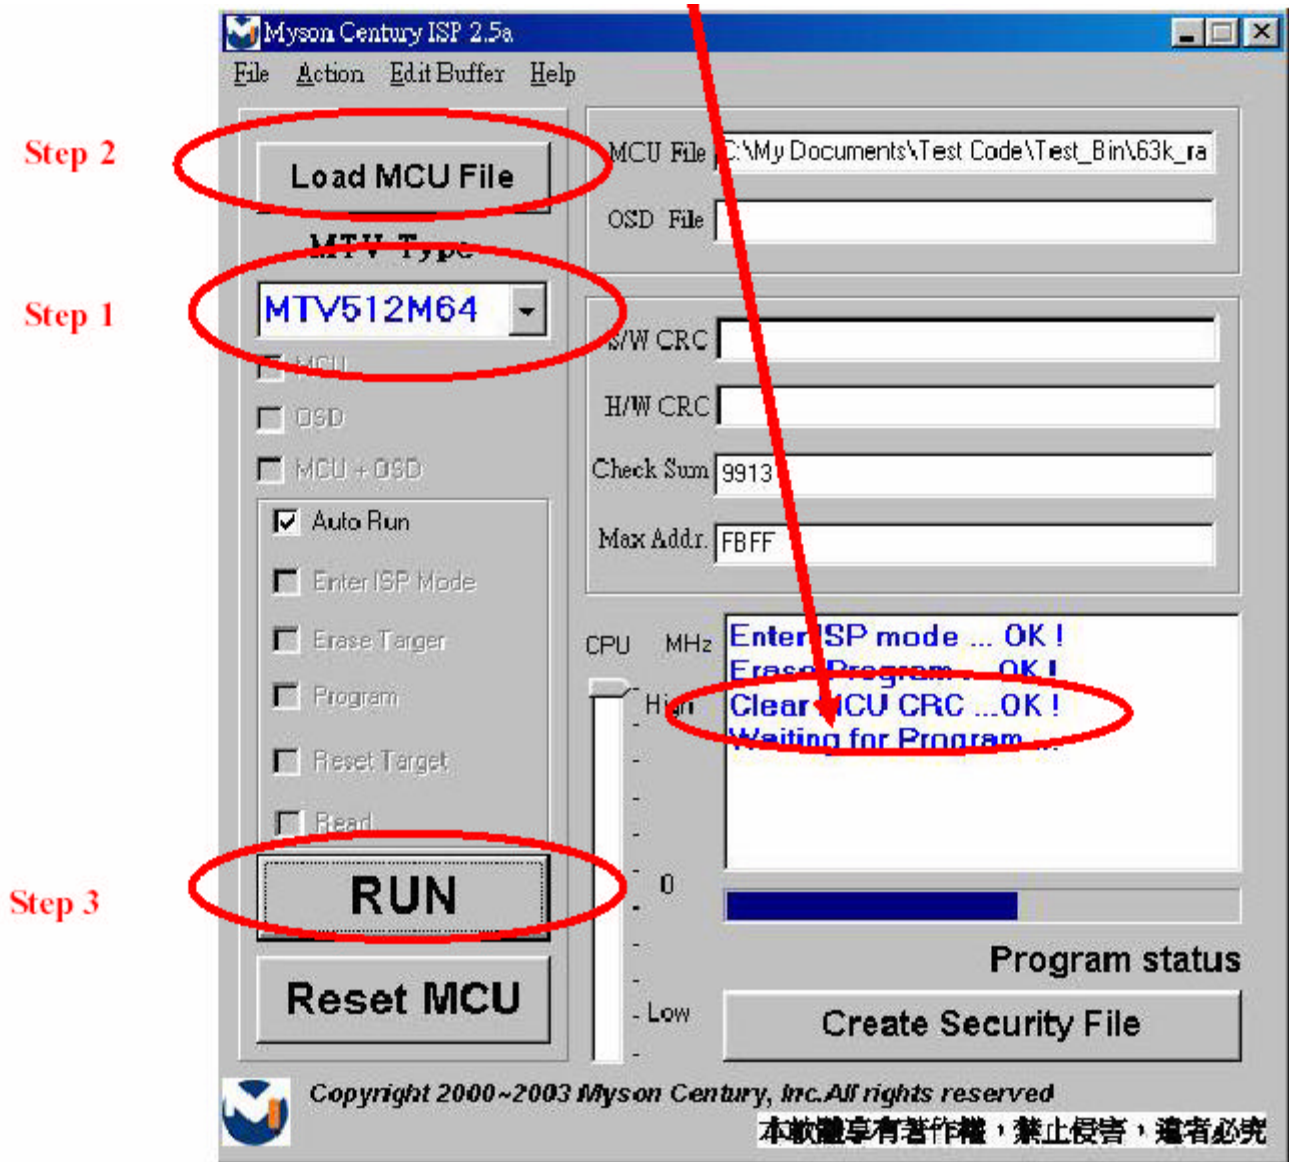 Myson Century ISP 2.5a
File Action Edit Buffer Help
Step 2
Load MCU File
MCU File C:\My Documents\Test Code\Test_Bin\63k_ra
OSD File
MTV Type
Step 1
MTV512M64
MCU
OSD
MCU + OSD
S/W CRC
H/W CRC
Check Sum 9913
Max Addr. FBFF
Auto Run
Enter ISP Mode
Erase Targer
Program
Reset Target
Read
CPU MHz
High
0
Low
Enter ISP mode ... OK !
Erase Program ... OK !
Clear MCU CRC ...OK !
Waiting for Program ...
Step 3
RUN
Reset MCU
Program status
Create Security File
Copyright 2000~2003 Myson Century, Inc.All rights reserved
本軟體享有著作權，禁止侵害，違者必究